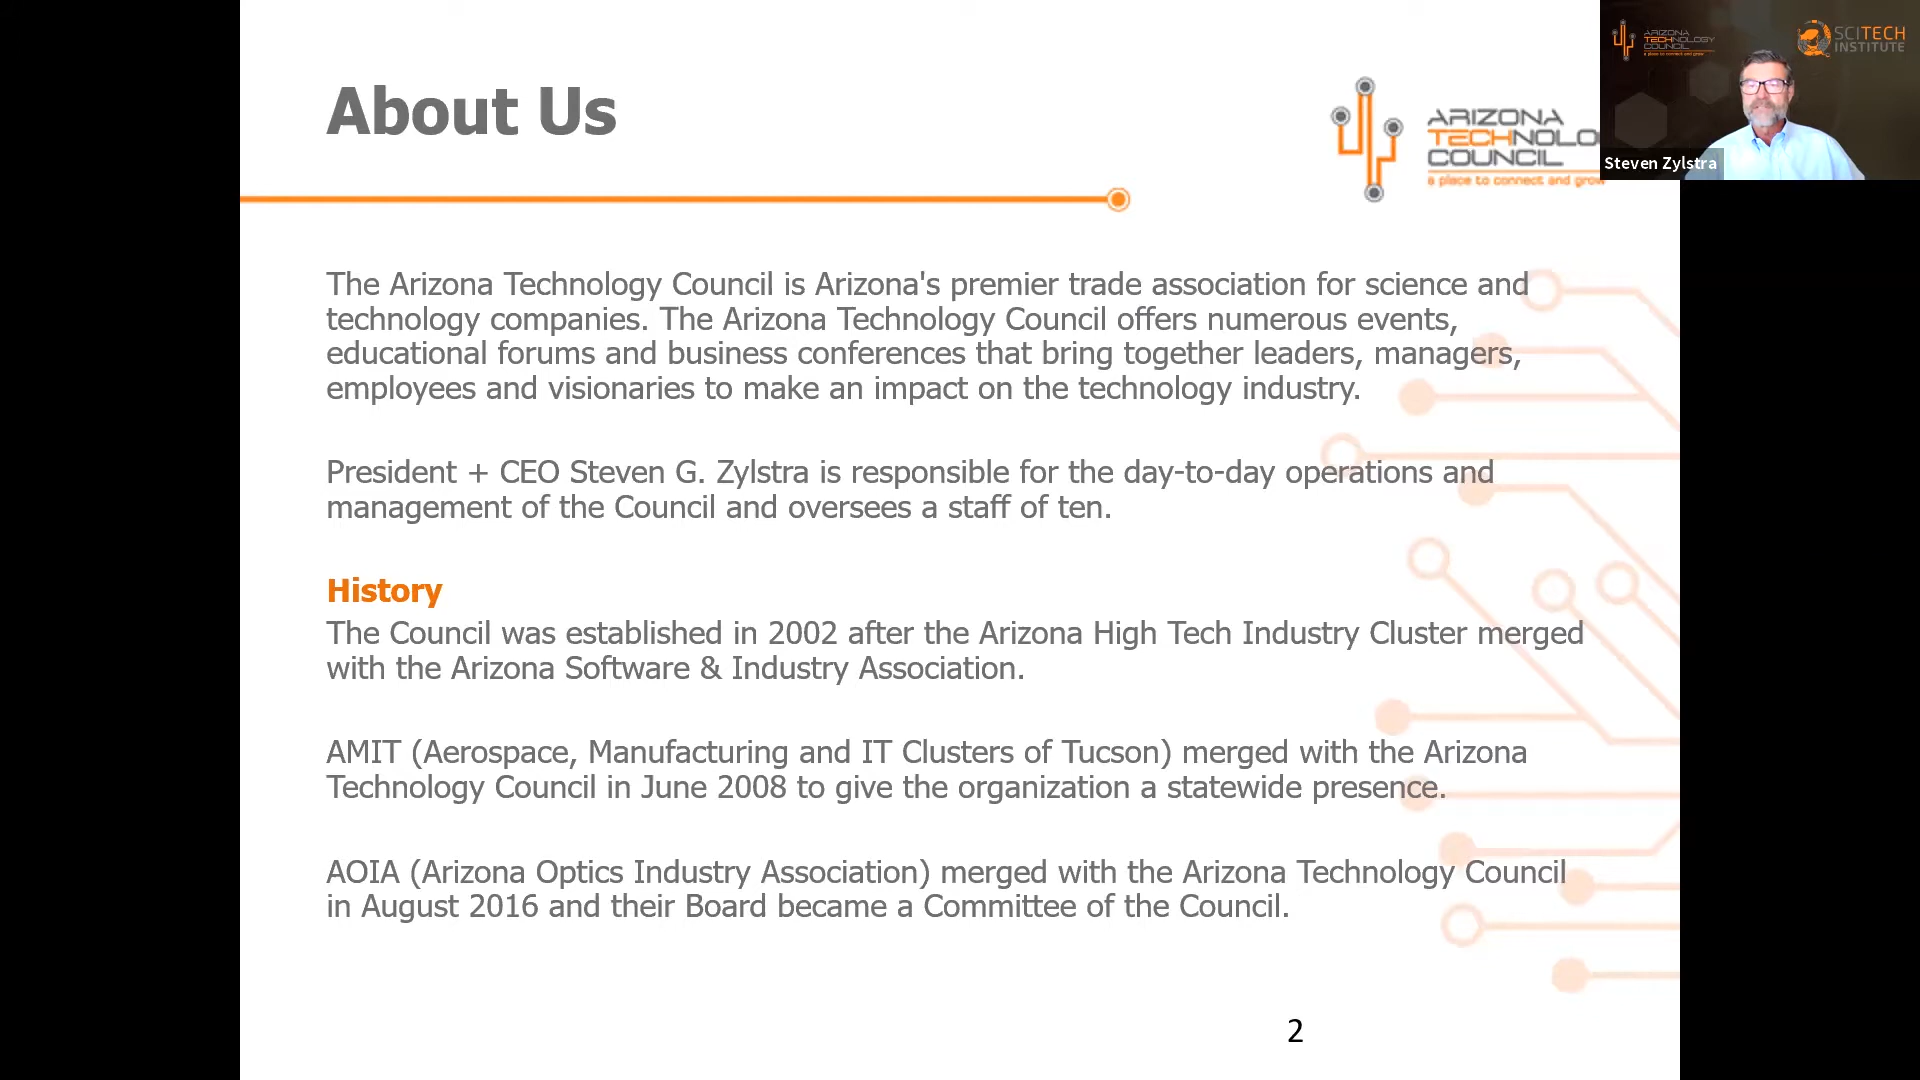 About Us
ARIZONA
TECHNOLO
COUNCIL
a place to connect and grow
ARIZONA
TECHNOLOGY
COUNCIL
a place to connect and grow
SCITECH
INSTITUTE
Steven Zylstra
The Arizona Technology Council is Arizona's premier trade association for science and
technology companies. The Arizona Technology Council offers numerous events,
educational forums and business conferences that bring together leaders, managers,
employees and visionaries to make an impact on the technology industry.
President + CEO Steven G. Zylstra is responsible for the day-to-day operations and
management of the Council and oversees a staff of ten.
History
The Council was established in 2002 after the Arizona High Tech Industry Cluster merged
with the Arizona Software & Industry Association.
AMIT (Aerospace, Manufacturing and IT Clusters of Tucson) merged with the Arizona
Technology Council in June 2008 to give the organization a statewide presence.
AOIA (Arizona Optics Industry Association) merged with the Arizona Technology Council
in August 2016 and their Board became a Committee of the Council.
2